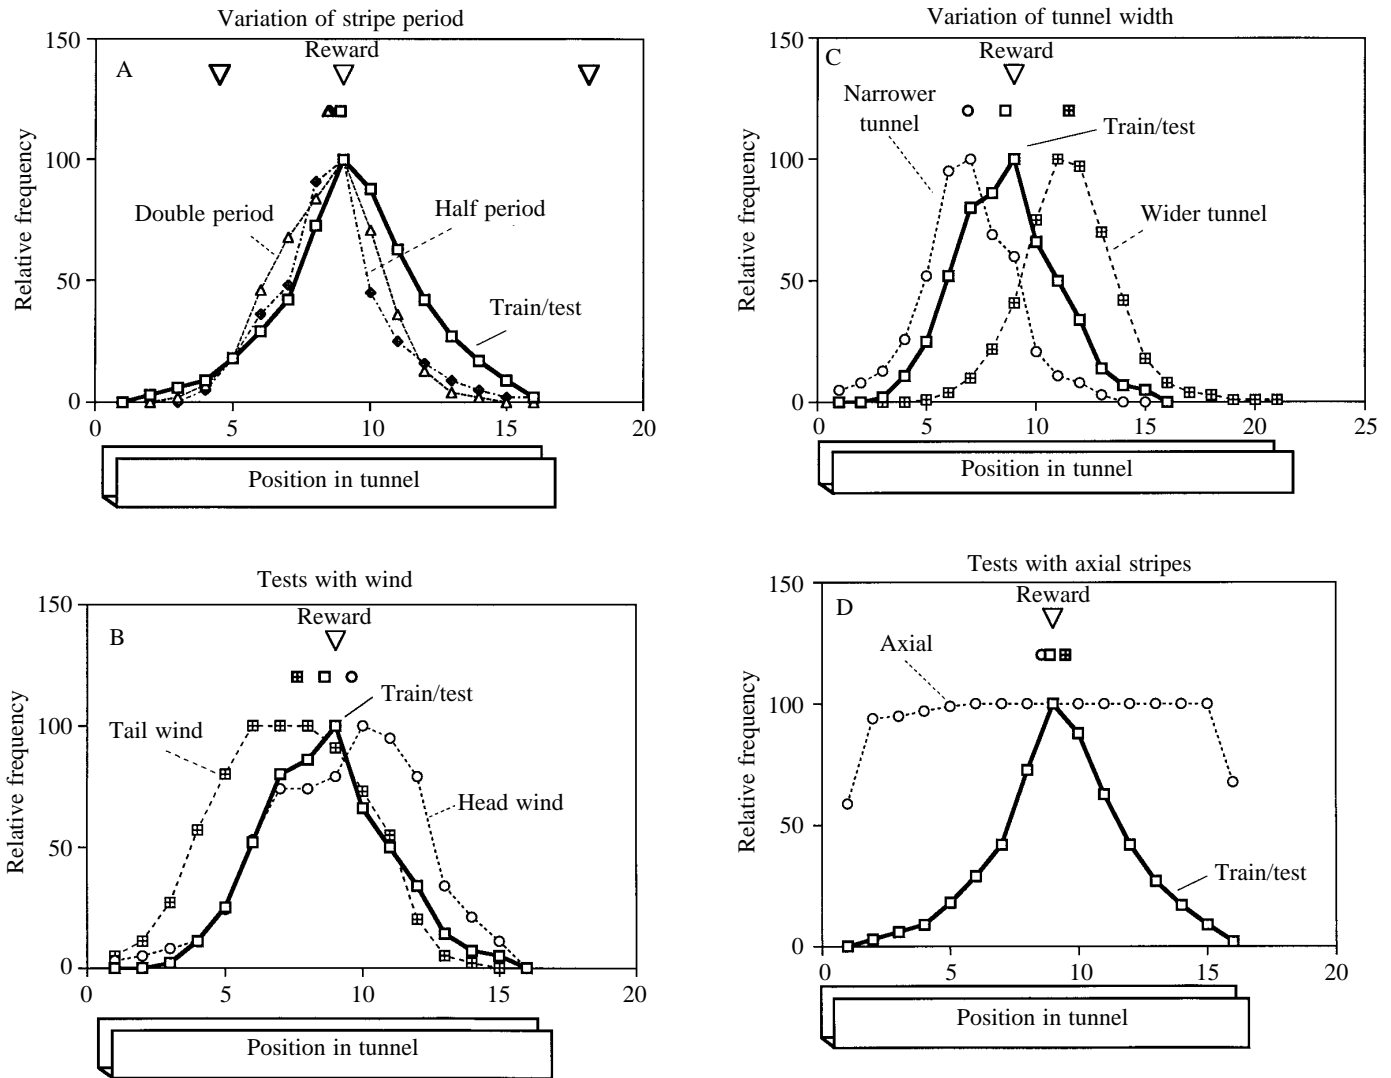 Variation of stripe period
150
100
50
0
Relative frequency
A
Reward
Double period
Half period
Train/test
0 5 10 15 20
Position in tunnel
Variation of tunnel width
150
100
50
0
Relative frequency
C
Reward
Narrower
tunnel
Train/test
Wider tunnel
0 5 10 15 20 25
Position in tunnel
Tests with wind
150
100
50
0
Relative frequency
B
Reward
Train/test
Tail wind
Head wind
0 5 10 15 20
Position in tunnel
Tests with axial stripes
150
100
50
0
Relative frequency
D
Reward
Axial
Train/test
0 5 10 15 20
Position in tunnel